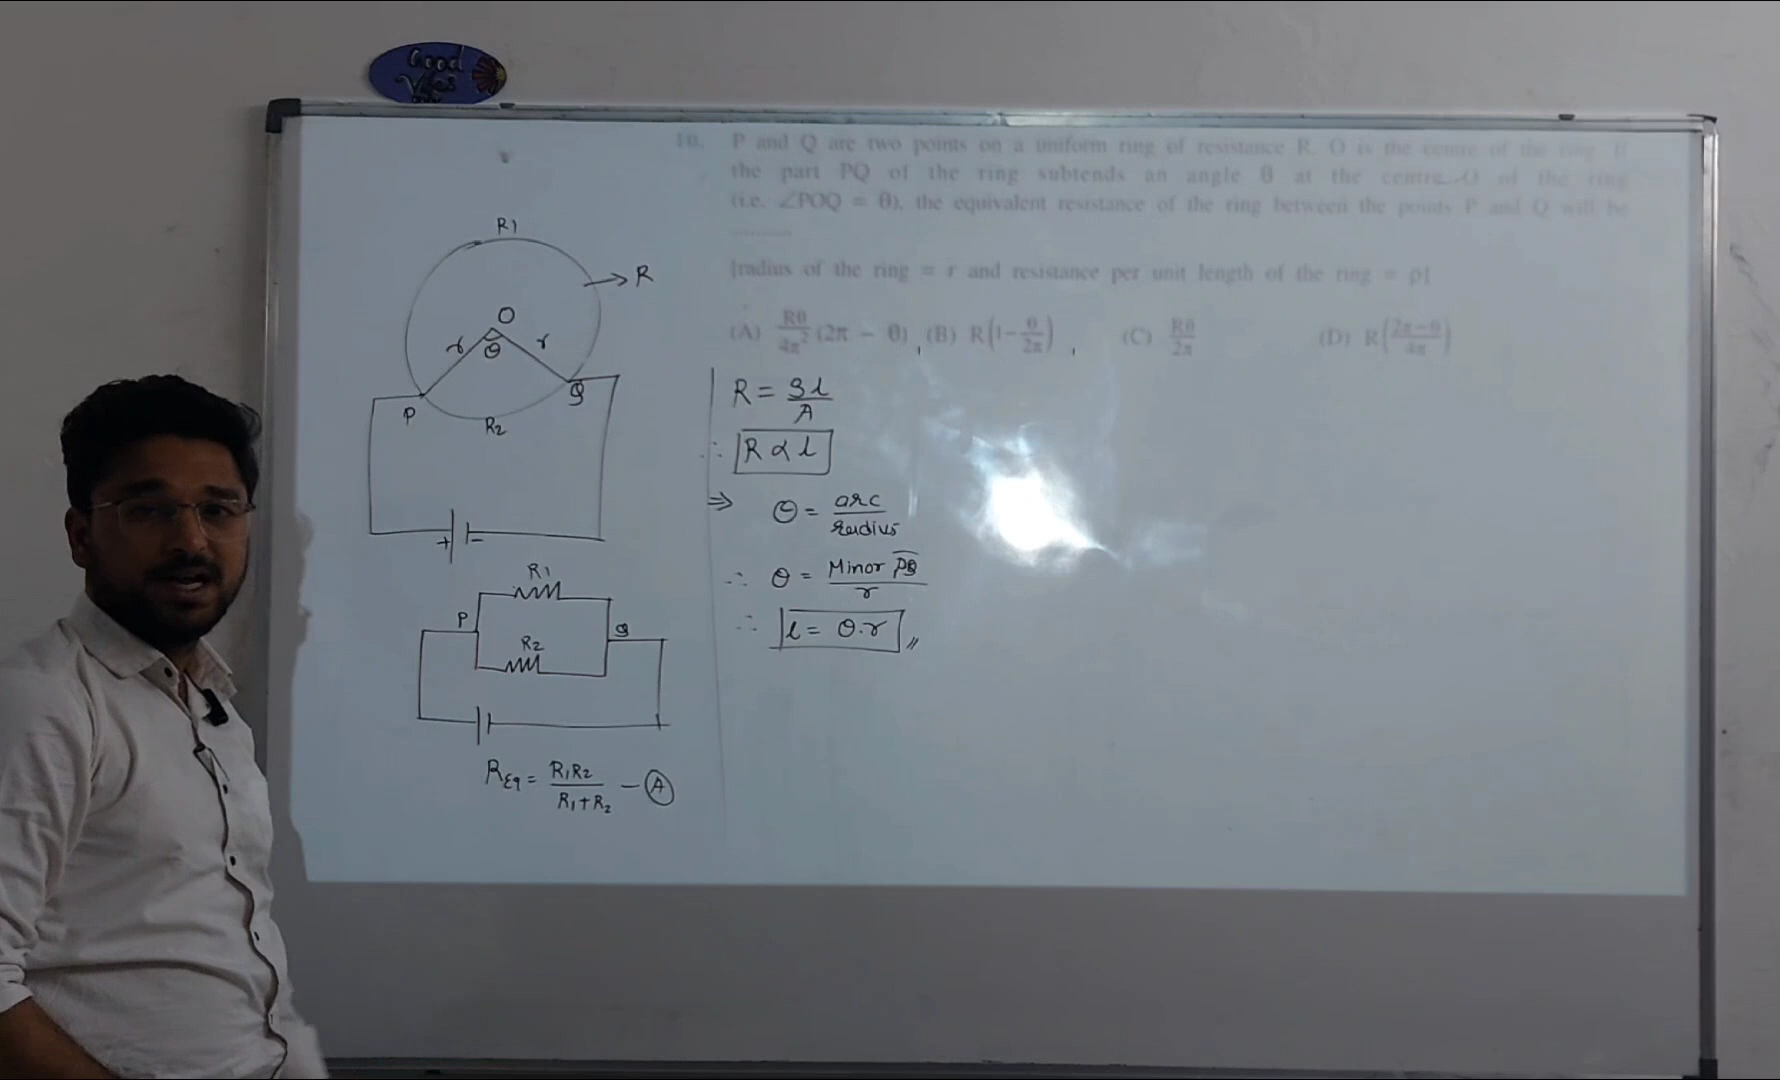 Good
Vibes
10. P and Q are two points on a uniform ring of resistance R. O is the centre of the ring. If
the part PQ of the ring subtends an angle θ at the centre O of the ring
(i.e. ∠POQ = θ), the equivalent resistance of the ring between the points P and Q will be
[radius of the ring = r and resistance per unit length of the ring = ρ]
(A) Rθ/4π² (2π − θ) , (B) R(1−θ/2π) , (C) Rθ/2π (D) R(2π−θ/4π)
R1
→ R
O
r θ r
P
Q
R2
+ -
R1
P
Q
R2
REq = R1R2/R1+R2 − (A)
R = ρl/A
∴ R ∝ l
⇒ θ = arc/radius
∴ θ = Minor PQ/r
∴ l = θ.r